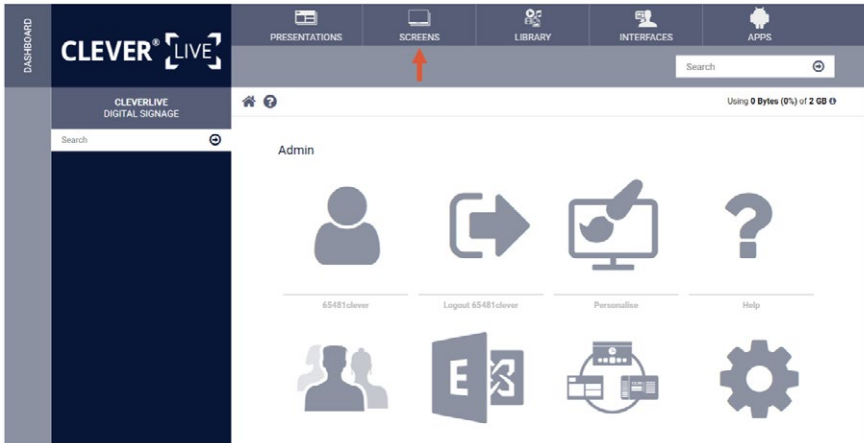 DASHBOARD
CLEVER® [LIVE]
PRESENTATIONS
SCREENS
LIBRARY
INTERFACES
APPS
Search
CLEVERLIVE
DIGITAL SIGNAGE
Using 0 Bytes (0%) of 2 GB
Search
Admin
65481clever
Logout 65481clever
Personalise
Help
E